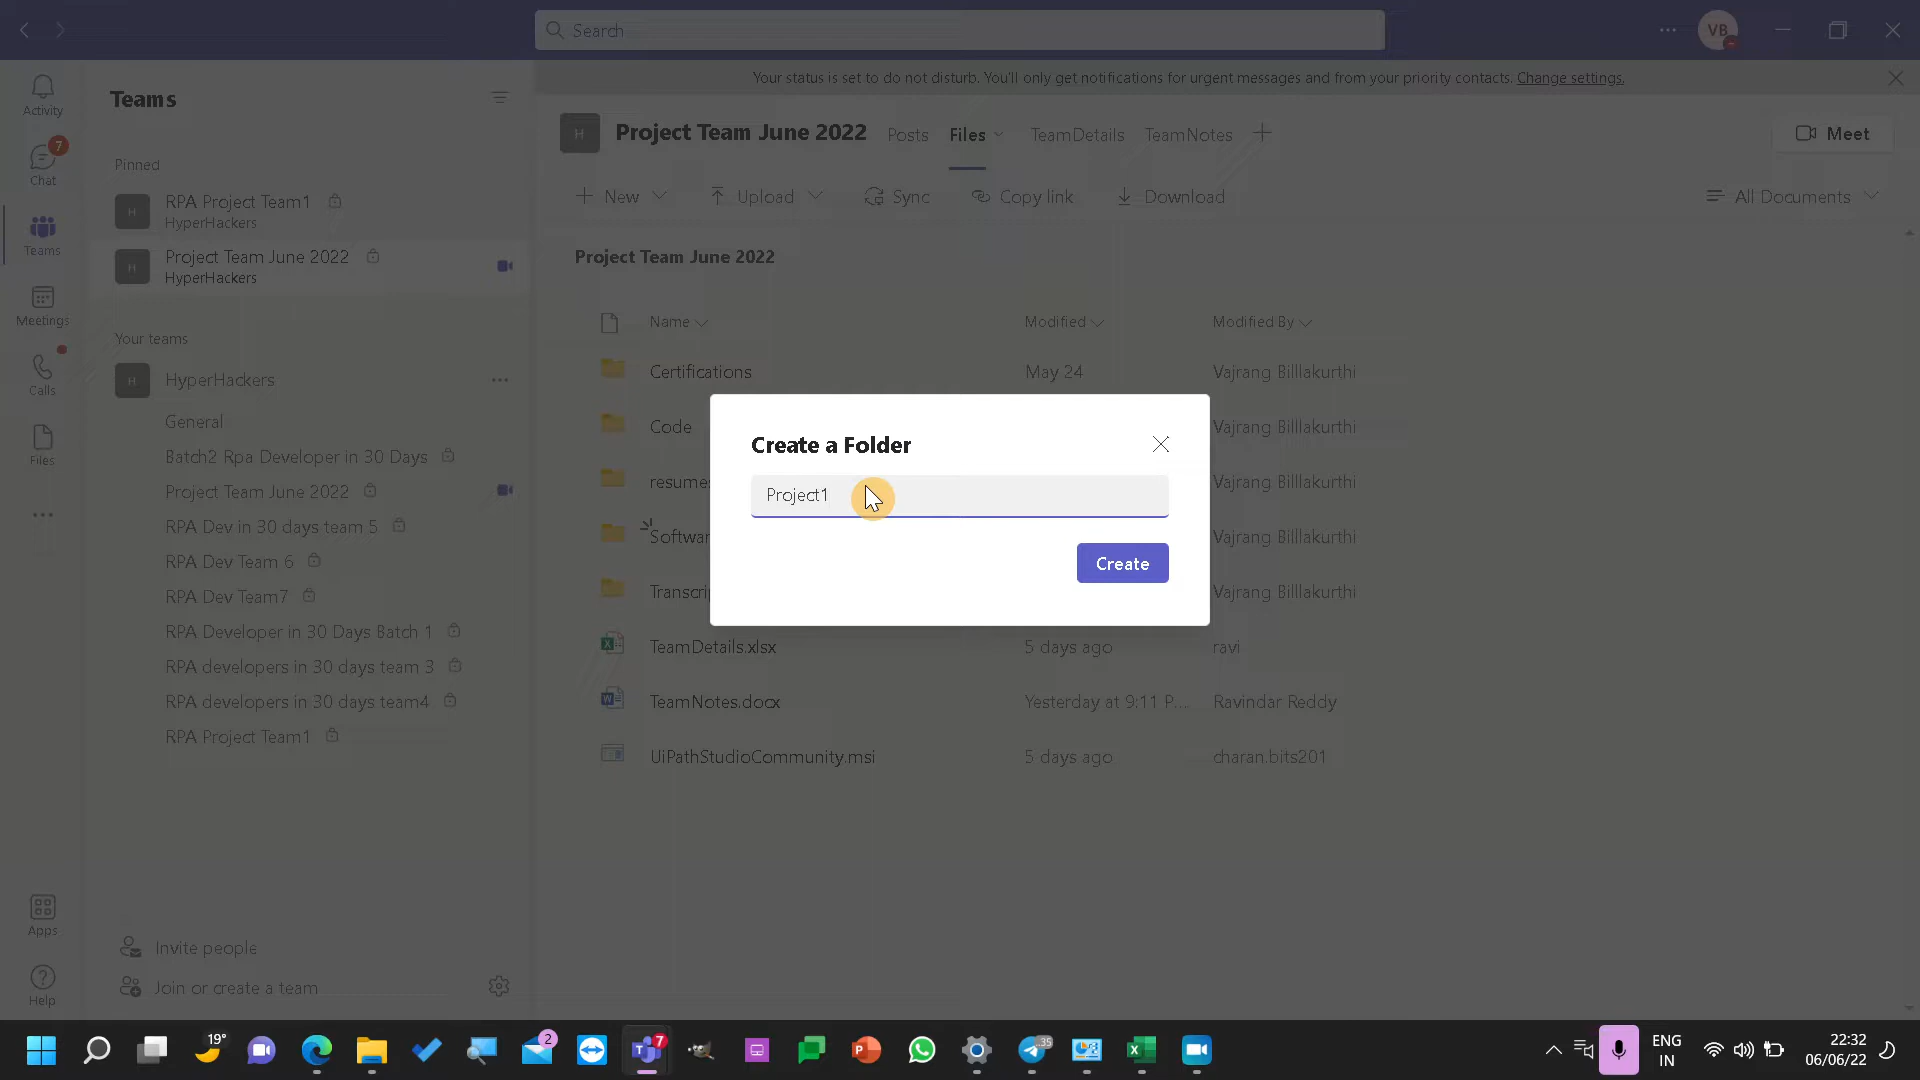 Search
VB
Your status is set to do not disturb. You'll only get notifications for urgent messages and from your priority contacts. Change settings.
Activity
7
Chat
Teams
Meetings
Calls
Files
Apps
Help
Teams
Pinned
H
RPA Project Team1
HyperHackers
H
Project Team June 2022
HyperHackers
Your teams
H
HyperHackers
General
Batch2 Rpa Developer in 30 Days
Project Team June 2022
RPA Dev in 30 days team 5
RPA Dev Team 6
RPA Dev Team7
RPA Developer in 30 Days Batch 1
RPA developers in 30 days team 3
RPA developers in 30 days team4
RPA Project Team1
Invite people
Join or create a team
H
Project Team June 2022 Posts Files TeamDetails TeamNotes
Meet
New Upload Sync Copy link Download All Documents
Project Team June 2022
Name Modified Modified By
Certifications May 24 Vajrang Billlakurthi
Code Vajrang Billlakurthi
resumes Vajrang Billlakurthi
Softwar Vajrang Billlakurthi
Transcrip Vajrang Billlakurthi
TeamDetails.xlsx 5 days ago ravi
TeamNotes.docx Yesterday at 9:11 P... Ravindar Reddy
UiPathStudioCommunity.msi 5 days ago charan.bits201
Create a Folder
Project1
Create
19°
2
7
35
ENG
IN
22:32
06/06/22